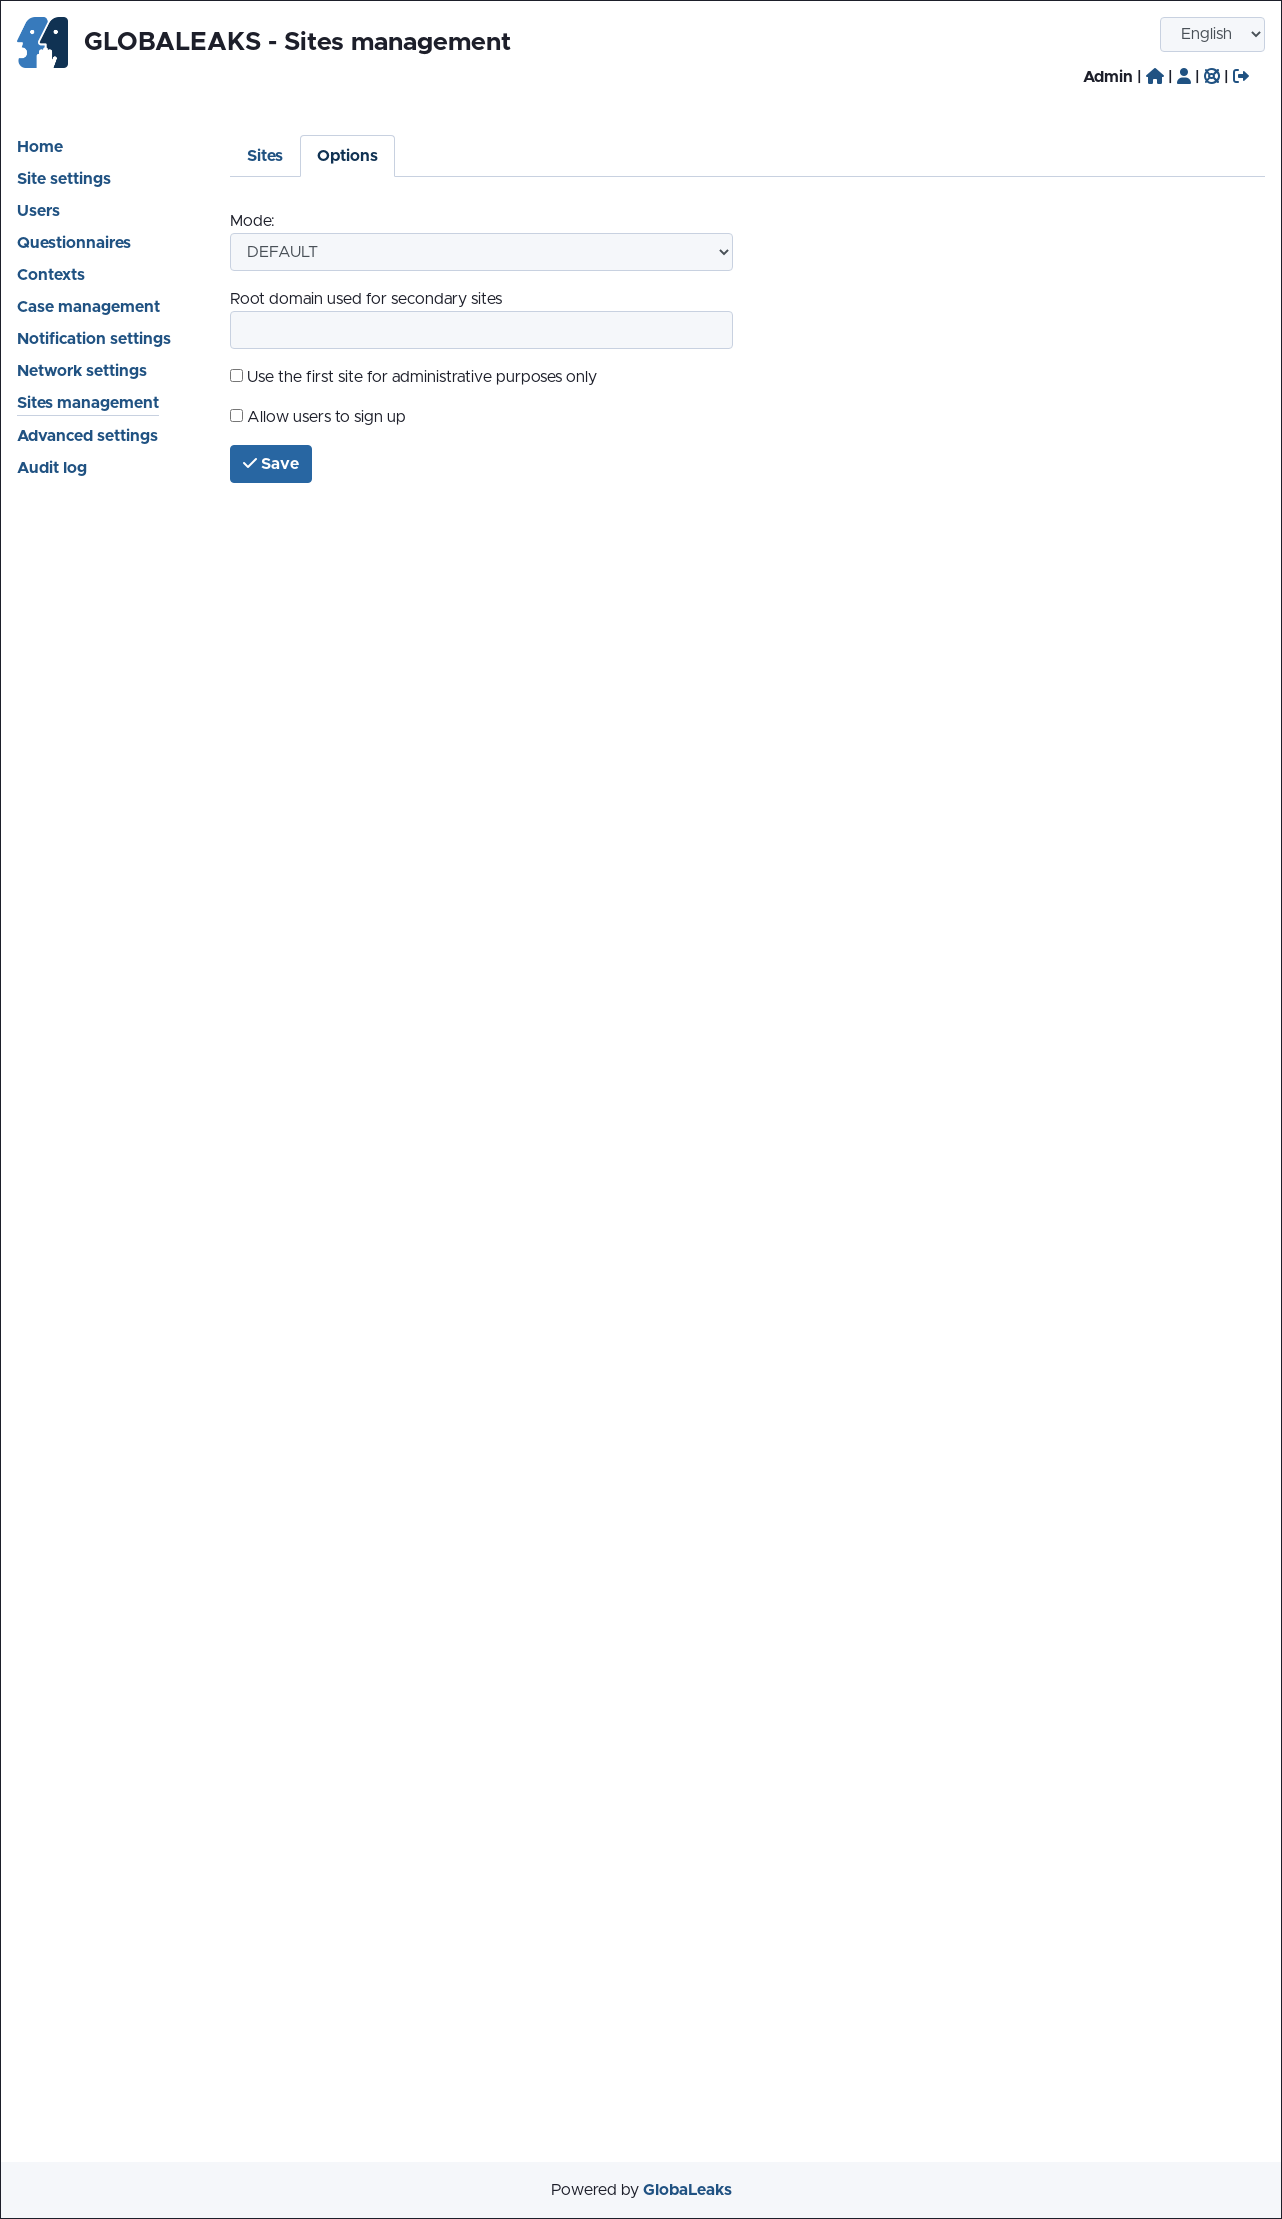 GLOBALEAKS - Sites management
English
Admin | | | |
Home
Site settings
Users
Questionnaires
Contexts
Case management
Notification settings
Network settings
Sites management
Advanced settings
Audit log
Sites Options
Mode:
DEFAULT
Root domain used for secondary sites
Use the first site for administrative purposes only
Allow users to sign up
Save
Powered by GlobaLeaks